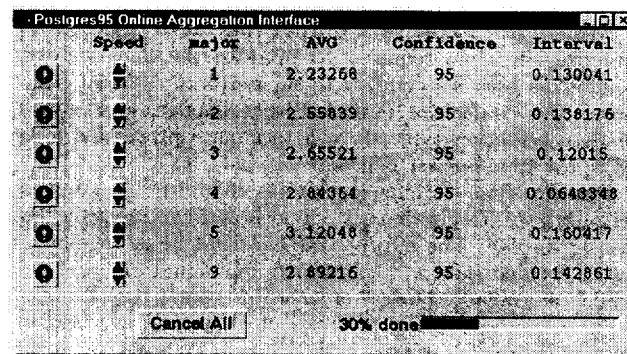 Postgres95 Online Aggregation Interface
Speed major AVG Confidence Interval
1 2.23268 95 0.130041
2 2.55839 95 0.138176
3 2.65521 95 0.12015
4 2.84364 95 0.0643348
5 3.12048 95 0.160417
9 2.89216 95 0.142861
Cancel All 30% done